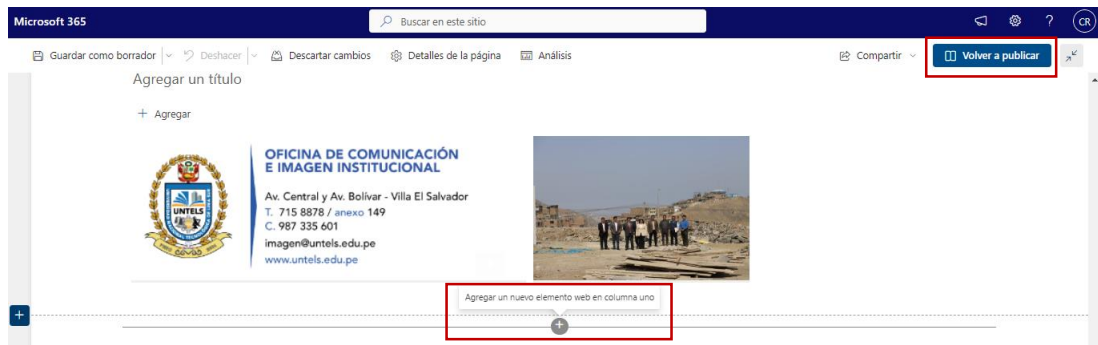 Microsoft 365
Buscar en este sitio
?
CR
Guardar como borrador
Deshacer
Descartar cambios
Detalles de la página
Análisis
Compartir
Volver a publicar
Agregar un título
+ Agregar
UNTELS
OFICINA DE COMUNICACIÓN
E IMAGEN INSTITUCIONAL
Av. Central y Av. Bolívar - Villa El Salvador
T. 715 8878 / anexo 149
C. 987 335 601
imagen@untels.edu.pe
www.untels.edu.pe
Agregar un nuevo elemento web en columna uno